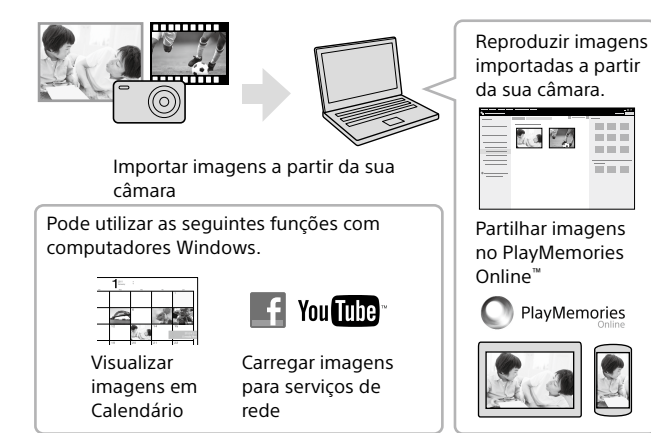 Importar imagens a partir da sua
câmara
Pode utilizar as seguintes funções com
computadores Windows.
1
Visualizar
imagens em
Calendário
f YouTube™
Carregar imagens
para serviços de
rede
Reproduzir imagens
importadas a partir
da sua câmara.
Partilhar imagens
no PlayMemories
Online™
PlayMemories
Online